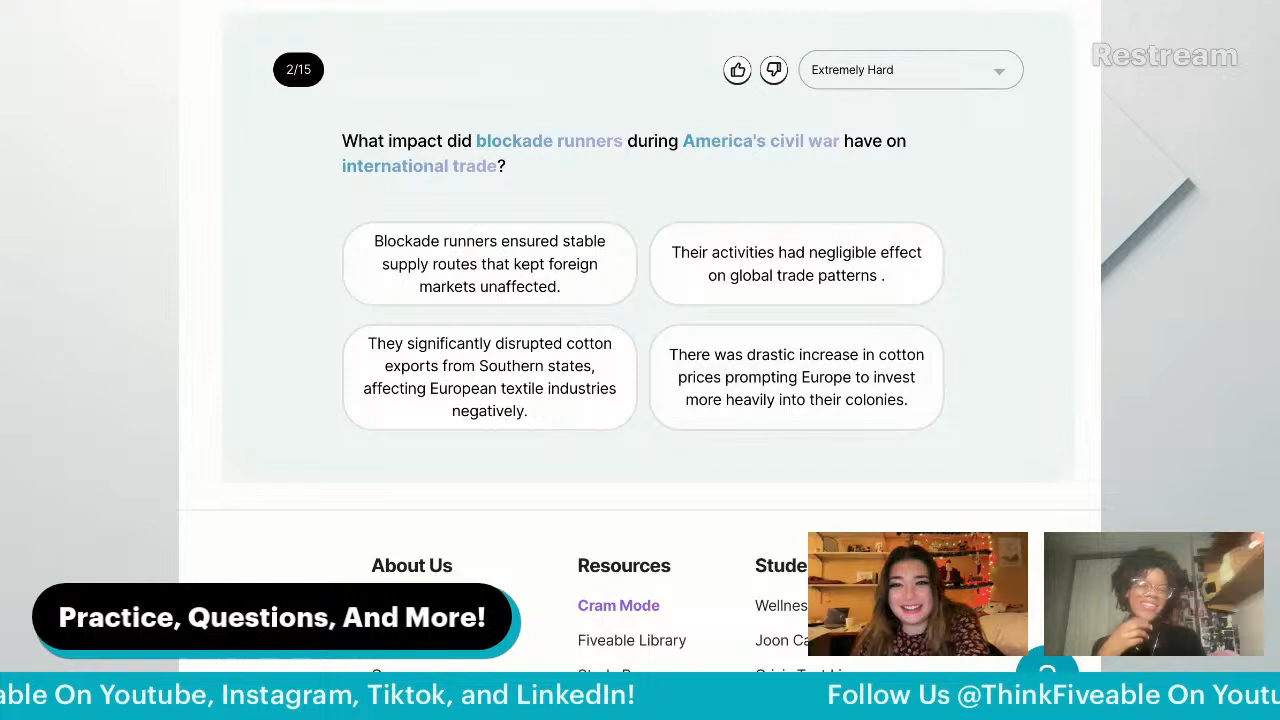 Restream
2/15
Extremely Hard
What impact did blockade runners during America's civil war have on
international trade?
Blockade runners ensured stable
supply routes that kept foreign
markets unaffected.
Their activities had negligible effect
on global trade patterns .
They significantly disrupted cotton
exports from Southern states,
affecting European textile industries
negatively.
There was drastic increase in cotton
prices prompting Europe to invest
more heavily into their colonies.
About Us
Resources
Stude
Cram Mode
Wellnes
Fiveable Library
Joon Ca
Practice, Questions, And More!
able On Youtube, Instagram, Tiktok, and LinkedIn!
Follow Us @ThinkFiveable On Youtu